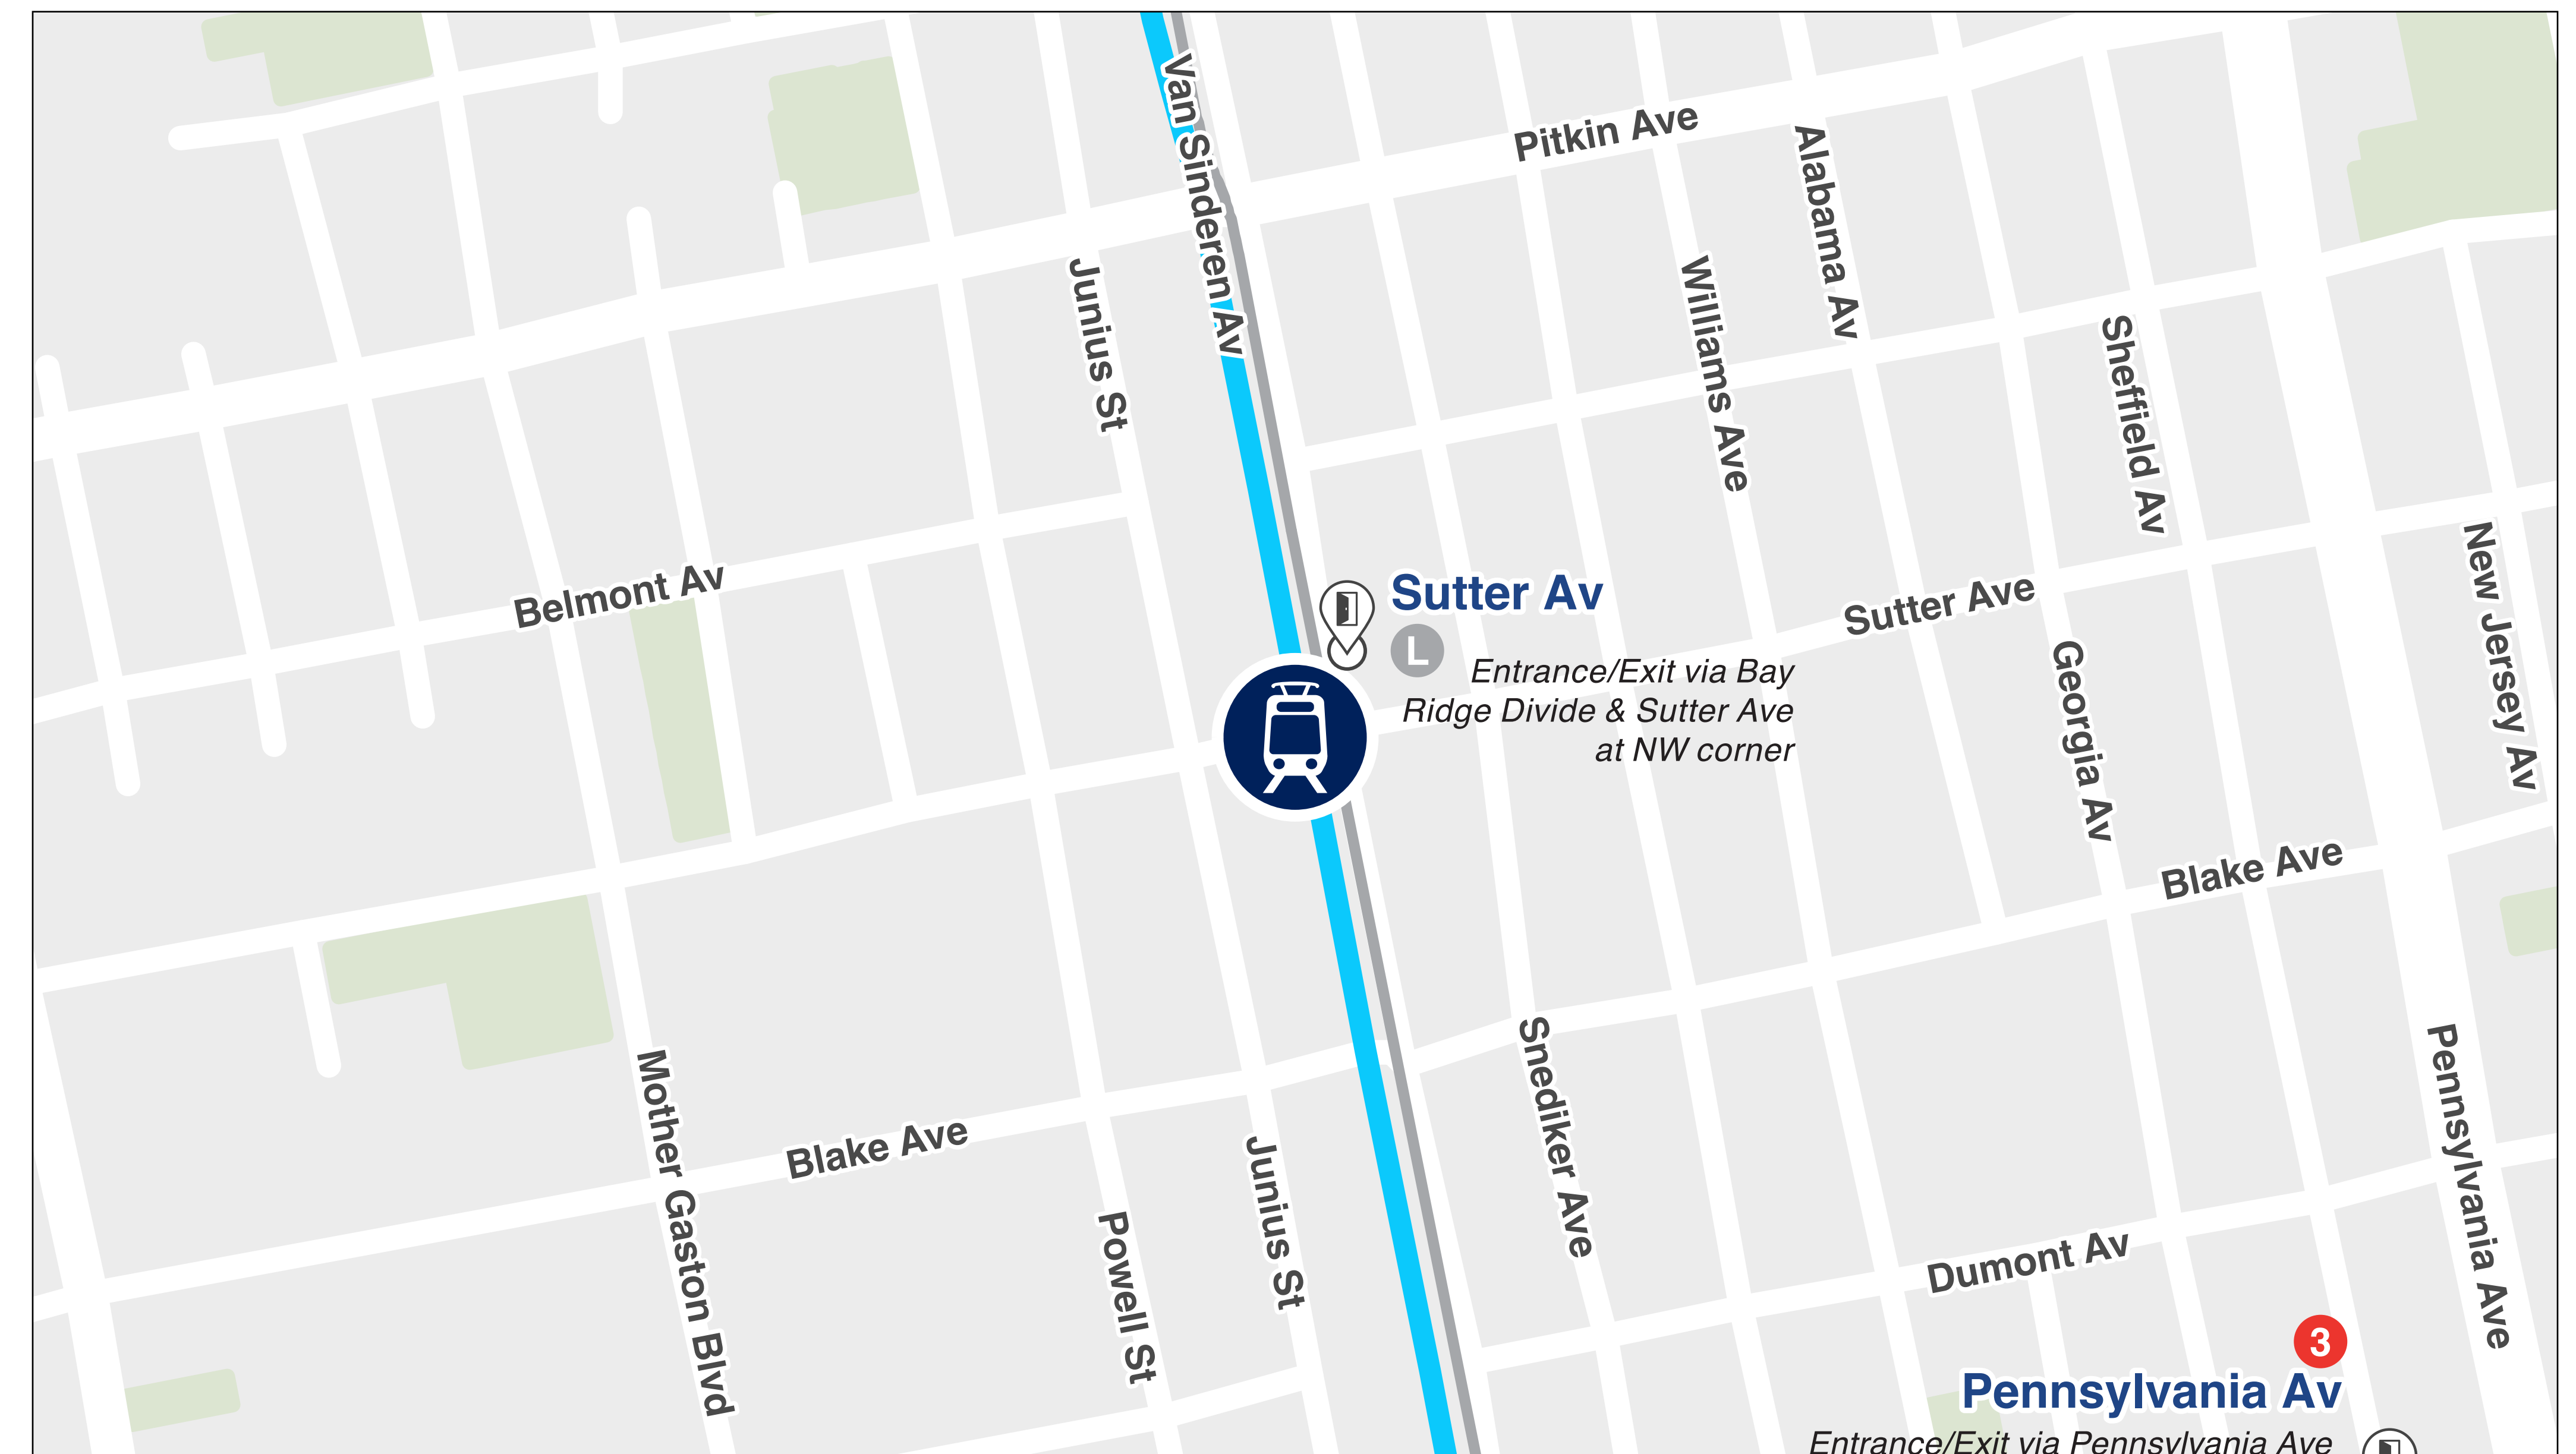 Van Sinderen Av
Pitkin Ave
Alabama Av
Junius St
Williams Ave
Sheffield Av
Belmont Av
New Jersey Av
Sutter Av
L
Entrance/Exit via Bay
Ridge Divide & Sutter Ave
at NW corner
Sutter Ave
Georgia Av
Blake Ave
Mother Gaston Blvd
Blake Ave
Junius St
Powell St
Snediker Ave
Pennsylvania Ave
Dumont Av
3
Pennsylvania Av
Entrance/Exit via Pennsylvania Ave